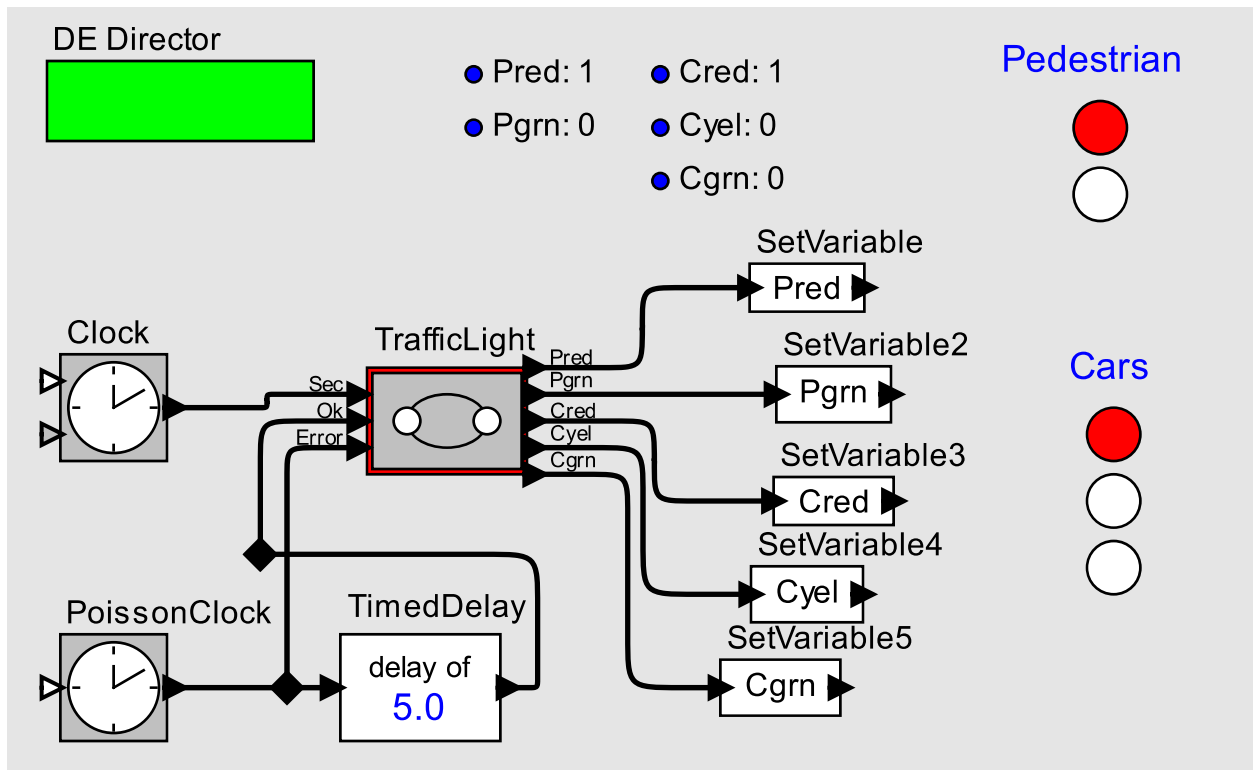 DE Director
Pred: 1
Cred: 1
Pedestrian
Pgrn: 0
Cyel: 0
Cgrn: 0
SetVariable
Pred
Clock
TrafficLight
SetVariable2
Pgrn
Cars
Sec
Ok
Error
Pred
Pgrn
Cred
Cyel
Cgrn
SetVariable3
Cred
SetVariable4
Cyel
PoissonClock
TimedDelay
delay of
5.0
SetVariable5
Cgrn